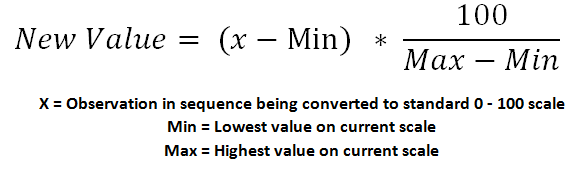 New Value = (x − Min) * 100 / Max − Min
X = Observation in sequence being converted to standard 0 - 100 scale
Min = Lowest value on current scale
Max = Highest value on current scale